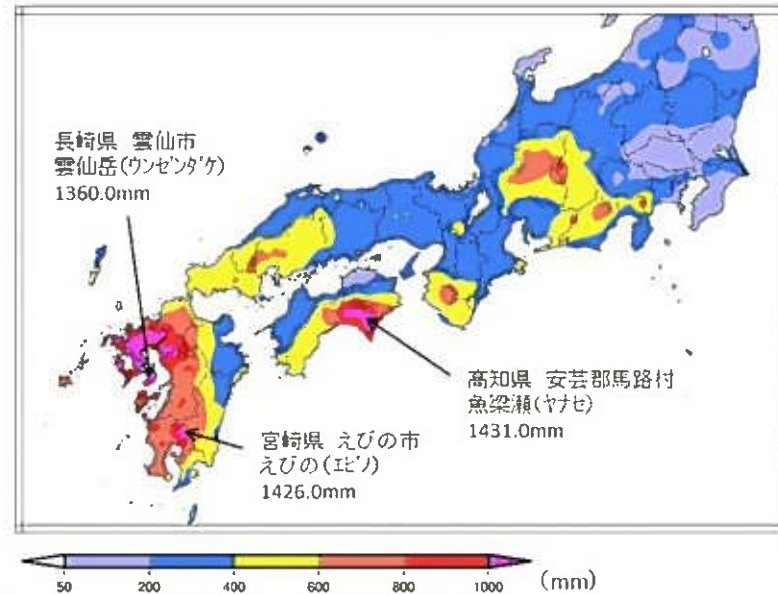 長崎県 雲仙市
雲仙岳(ウンゼンダケ)
1360.0mm
高知県 安芸郡馬路村
魚梁瀬(ヤナセ)
1431.0mm
宮崎県 えびの市
えびの(エビノ)
1426.0mm
50 200 400 600 800 1000 (mm)